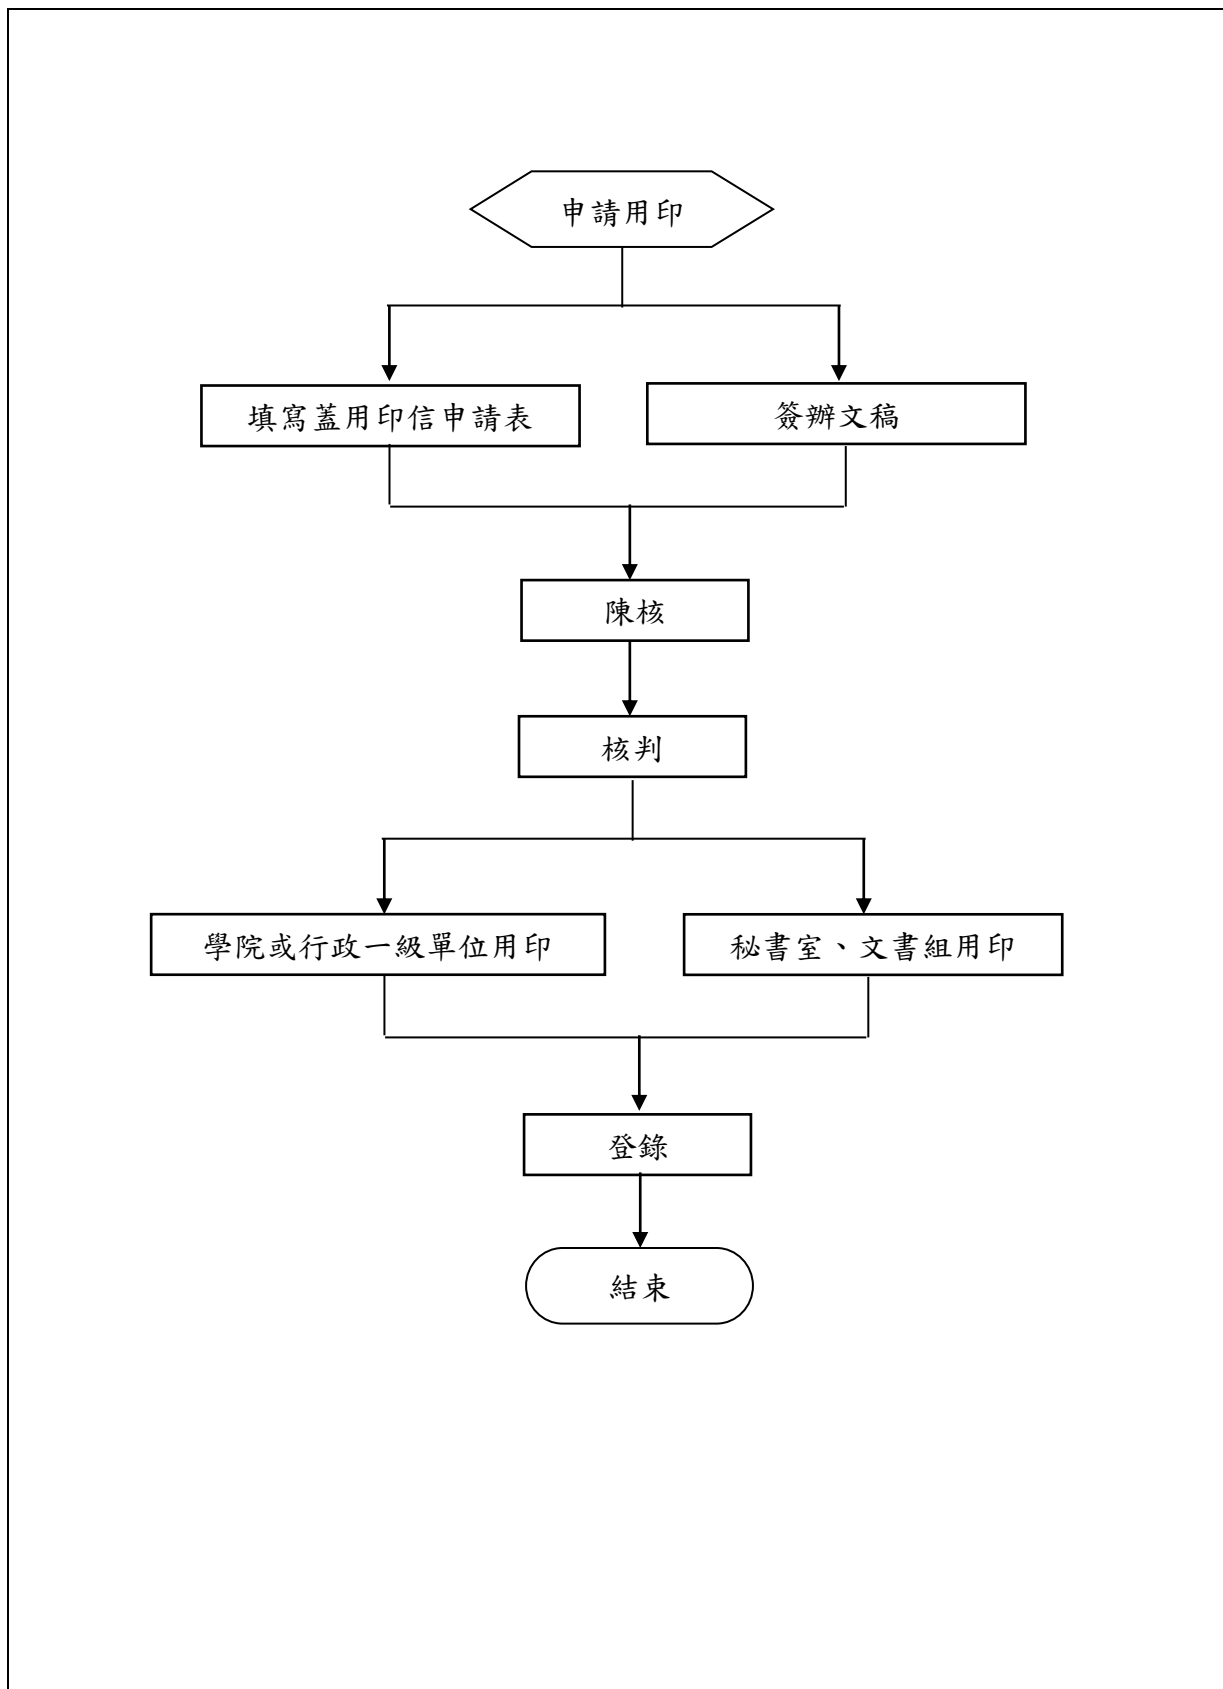 申請用印
填寫蓋用印信申請表
簽辦文稿
陳核
核判
學院或行政一級單位用印
秘書室、文書組用印
登錄
結束